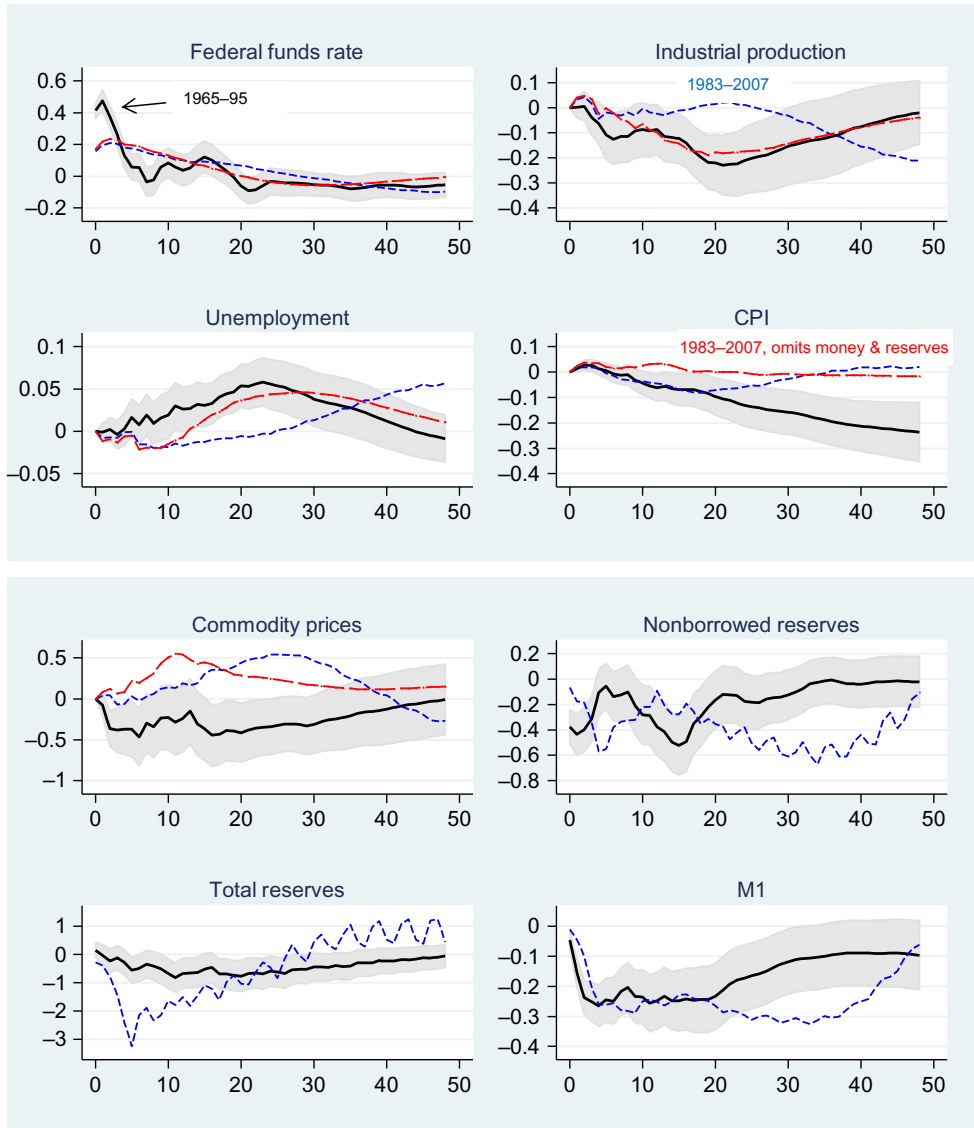 Federal funds rate
0.6
0.4
0.2
0
–0.2
1965–95
0 10 20 30 40 50
Industrial production
0.1
0
–0.1
–0.2
–0.3
–0.4
1983–2007
0 10 20 30 40 50
Unemployment
0.1
0.05
0
–0.05
0 10 20 30 40 50
CPI
0.1
0
–0.1
–0.2
–0.3
–0.4
1983–2007, omits money & reserves
0 10 20 30 40 50
Commodity prices
0.5
0
–0.5
–1
0 10 20 30 40 50
Nonborrowed reserves
0.2
0
–0.2
–0.4
–0.6
–0.8
0 10 20 30 40 50
Total reserves
1
0
–1
–2
–3
0 10 20 30 40 50
M1
0
–0.1
–0.2
–0.3
–0.4
0 10 20 30 40 50